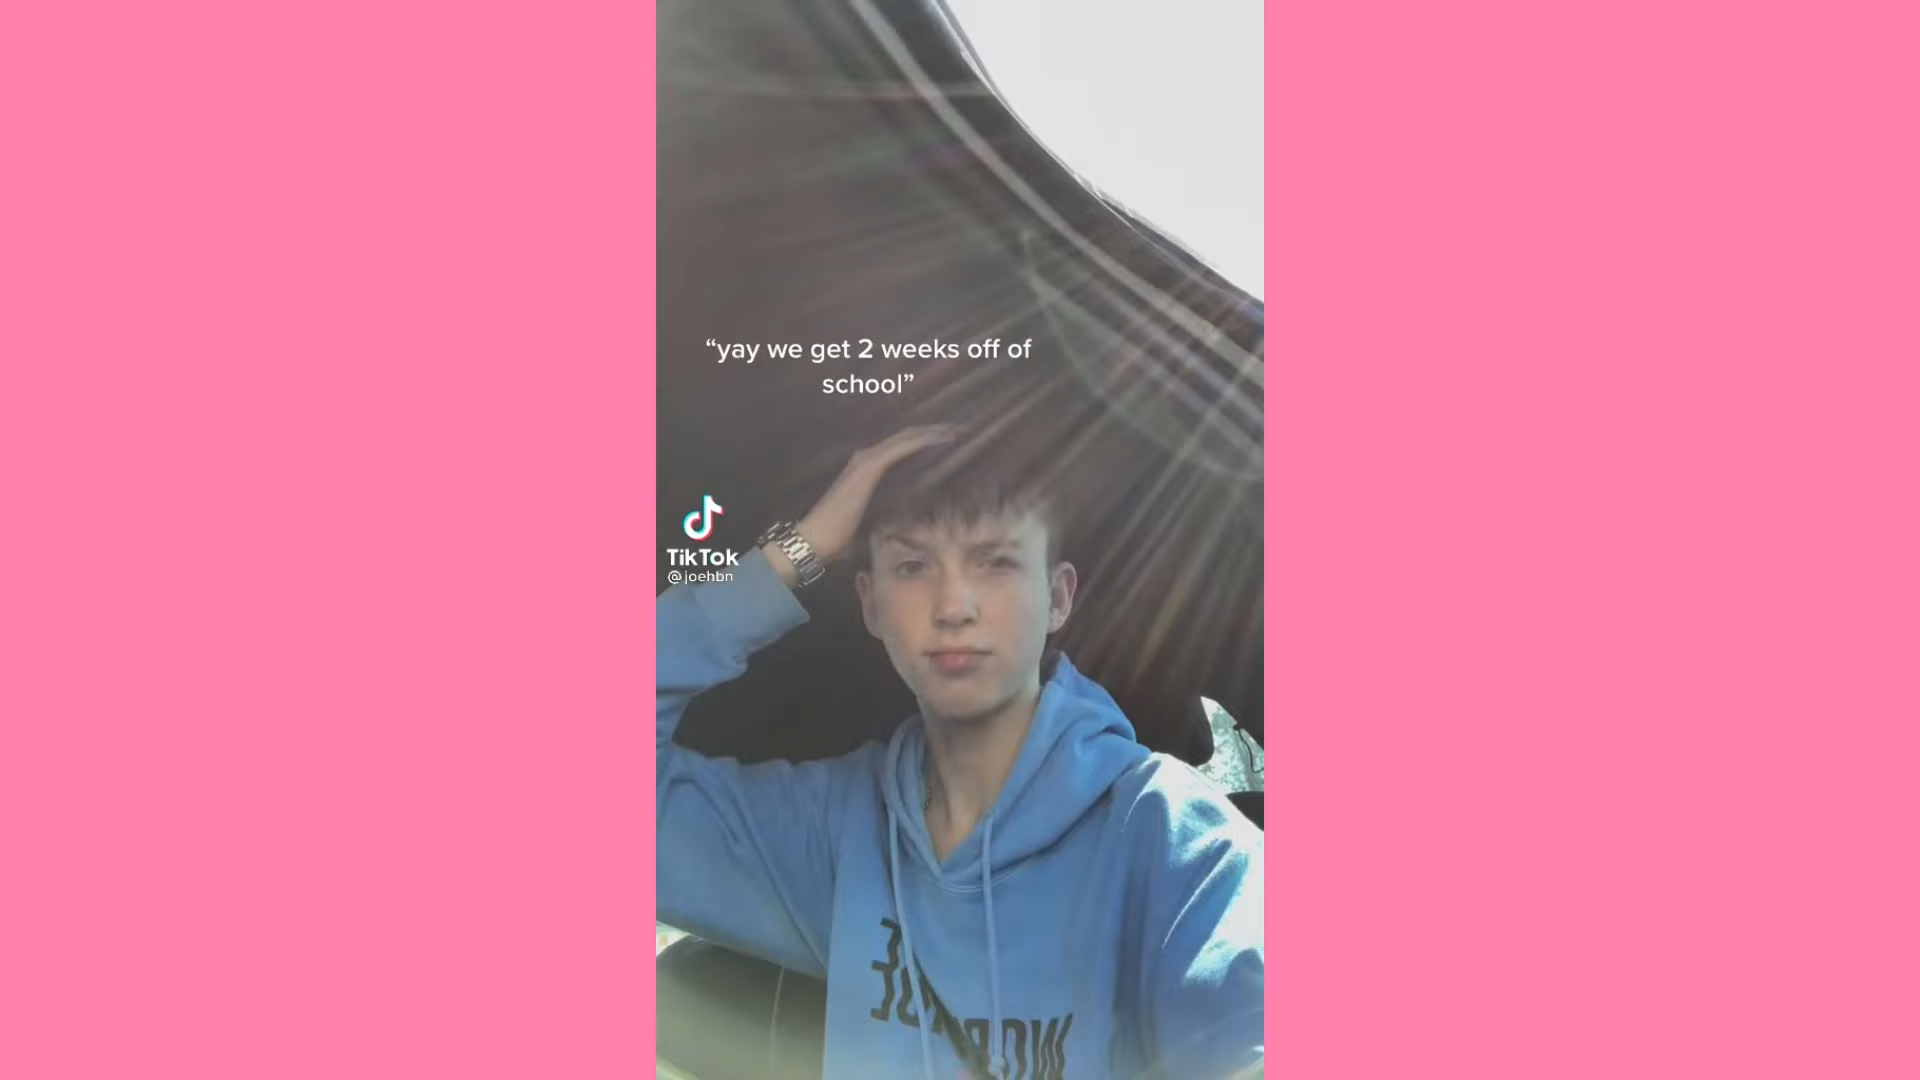 “yay we get 2 weeks off of
school”
TikTok
@joehbn